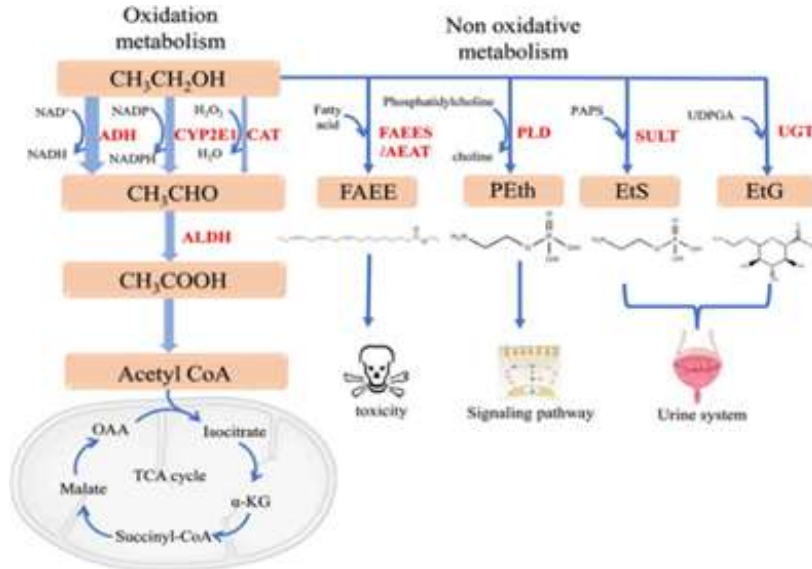 Oxidation
metabolism
Non oxidative
metabolism
CH₃CH₂OH
NAD⁺
NADH
ADH
NADP
NADPH
CYP2E1
H₂O₂
H₂O
CAT
Fatty
acid
FAEES
/AEAT
Phosphatidylcholine
choline
PLD
PAPS
SULT
UDPGA
UGT
CH₃CHO
FAEE
PEth
EtS
EtG
ALDH
CH₃COOH
Acetyl CoA
toxicity
Signaling pathway
Urine system
OAA
Isocitrate
TCA cycle
Malate
α-KG
Succinyl-CoA